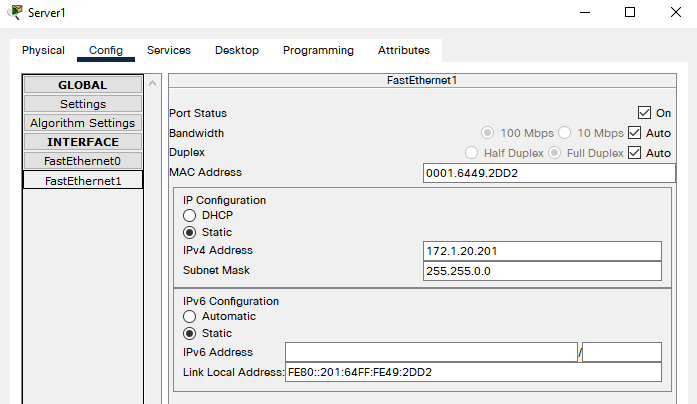 Server1
Physical Config Services Desktop Programming Attributes
GLOBAL
Settings
Algorithm Settings
INTERFACE
FastEthernet0
FastEthernet1
FastEthernet1
Port Status On
Bandwidth 100 Mbps 10 Mbps Auto
Duplex Half Duplex Full Duplex Auto
MAC Address 0001.6449.2DD2
IP Configuration
DHCP
Static
IPv4 Address 172.1.20.201
Subnet Mask 255.255.0.0
IPv6 Configuration
Automatic
Static
IPv6 Address /
Link Local Address: FE80::201:64FF:FE49:2DD2